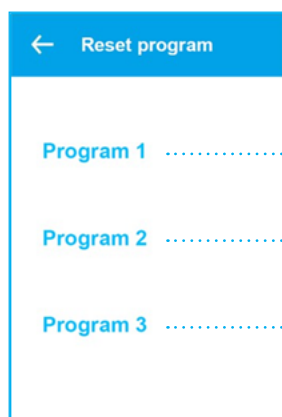 ← Reset program
Program 1 ...............
Program 2 ...............
Program 3 ...............